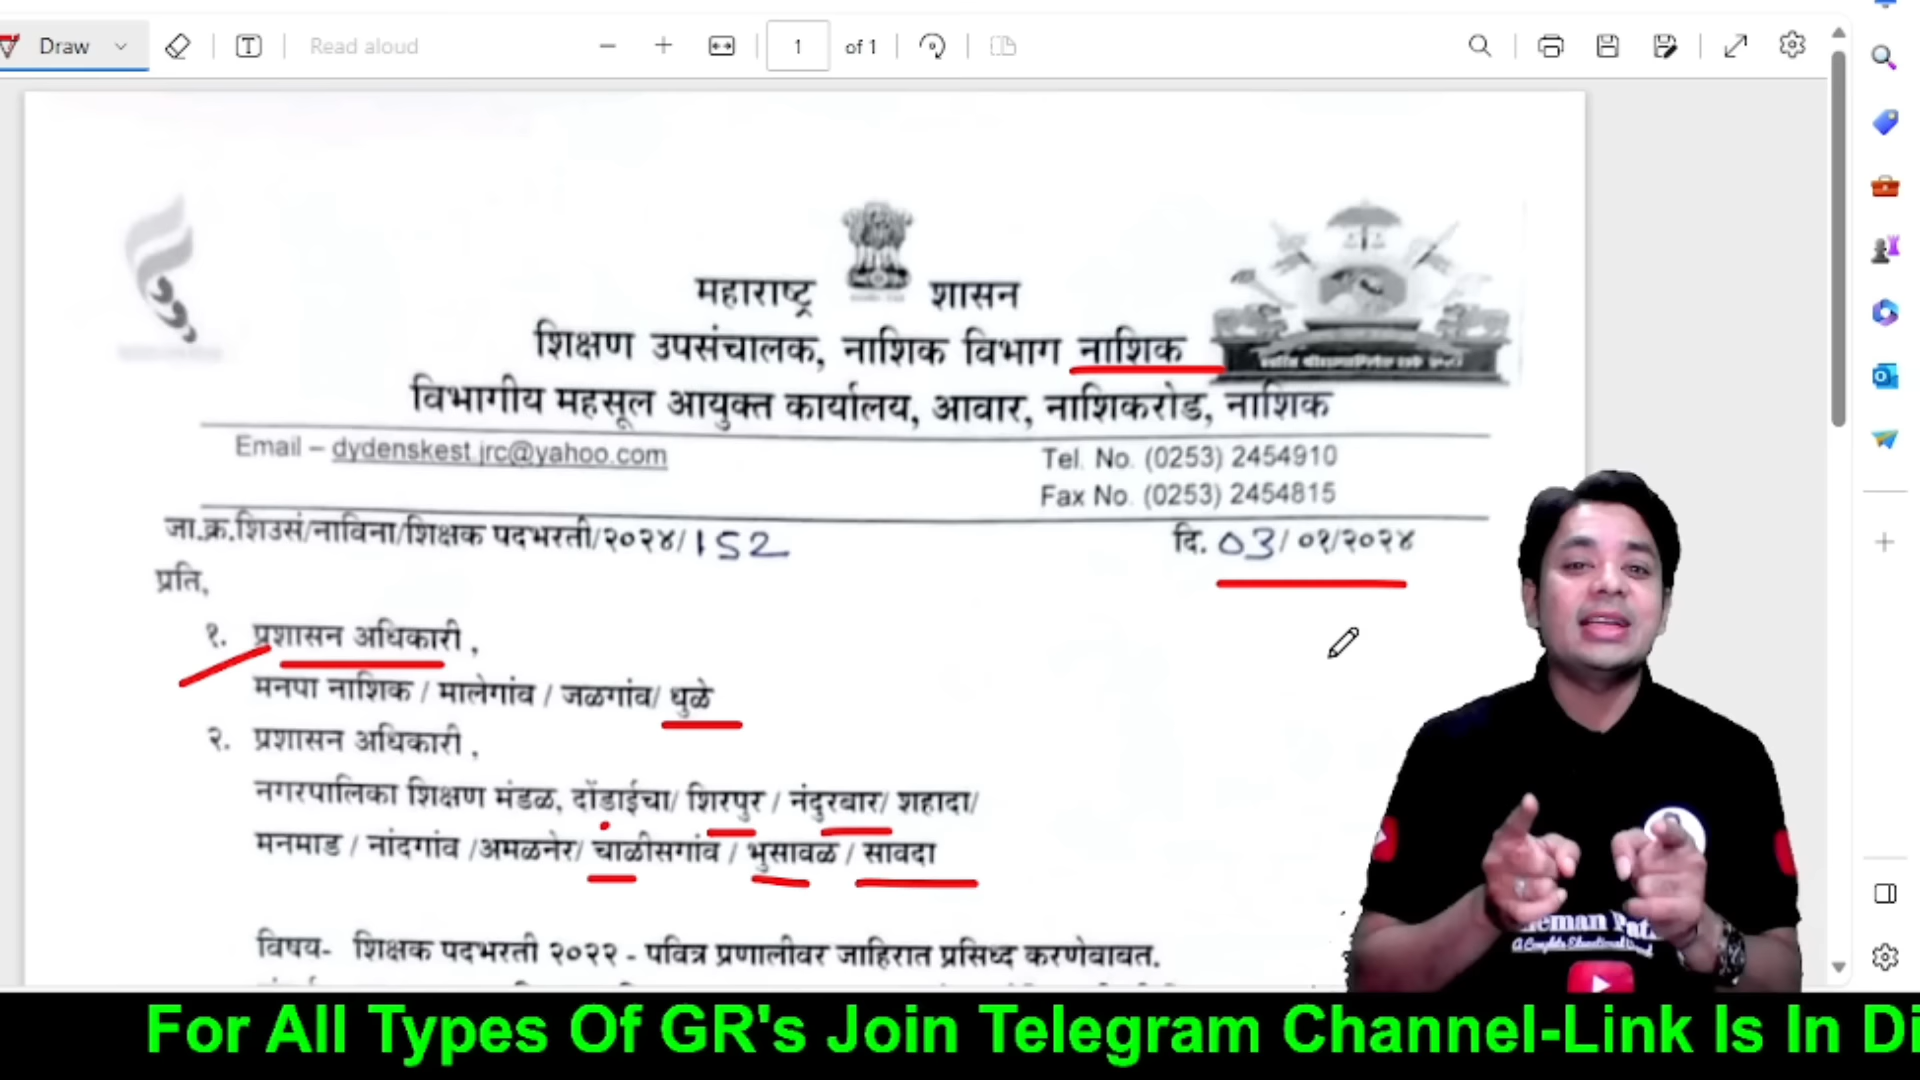 Draw
Read aloud
1 of 1
महाराष्ट्र शासन
शिक्षण उपसंचालक, नाशिक विभाग नाशिक
विभागीय महसूल आयुक्त कार्यालय, आवार, नाशिकरोड, नाशिक
Email – dydenskest.jrc@yahoo.com
Tel. No. (0253) 2454910
Fax No. (0253) 2454815
जा.क्र.शिउसं/नाविना/शिक्षक पदभरती/२०२४/152
दि. 03/ ०१/२०२४
प्रति,
१. प्रशासन अधिकारी ,
मनपा नाशिक / मालेगांव / जळगांव/ धुळे
२. प्रशासन अधिकारी ,
नगरपालिका शिक्षण मंडळ, दोंडाईचा/ शिरपुर / नंदुरबार/ शहादा/
मनमाड / नांदगांव /अमळनेर/ चाळीसगांव / भुसावळ / सावदा
विषय- शिक्षक पदभरती २०२२ - पवित्र प्रणालीवर जाहिरात प्रसिध्द करणेबाबत.
A Complete Educational
For All Types Of GR's Join Telegram Channel-Link Is In Di